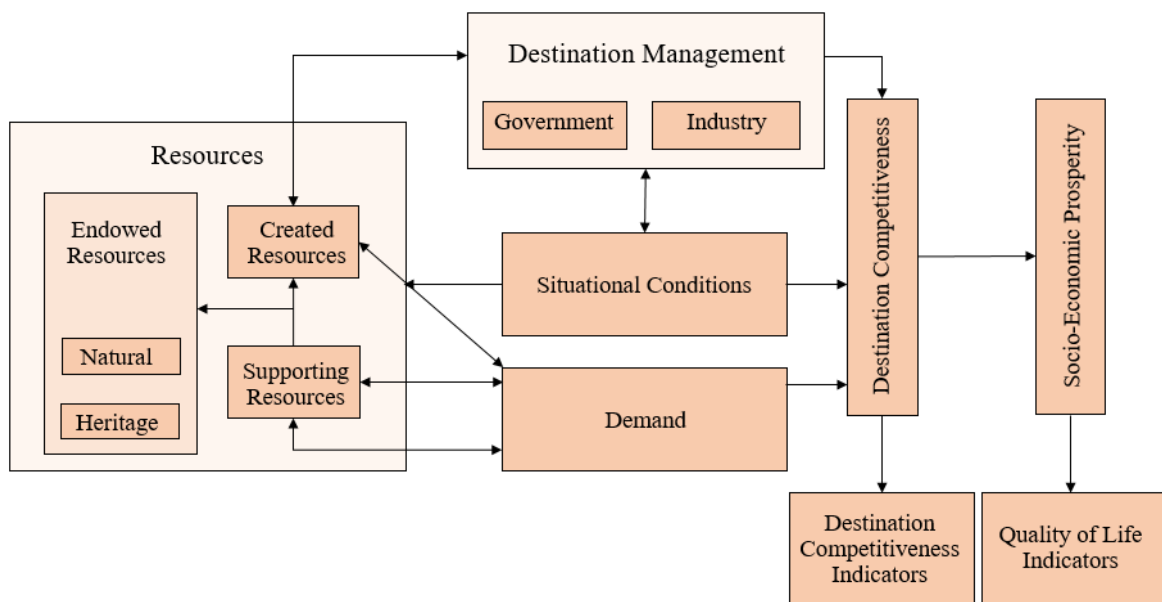 Destination Management
Government
Industry
Resources
Endowed
Resources
Natural
Heritage
Created
Resources
Supporting
Resources
Situational Conditions
Demand
Destination Competitiveness
Socio-Economic Prosperity
Destination
Competitiveness
Indicators
Quality of Life
Indicators